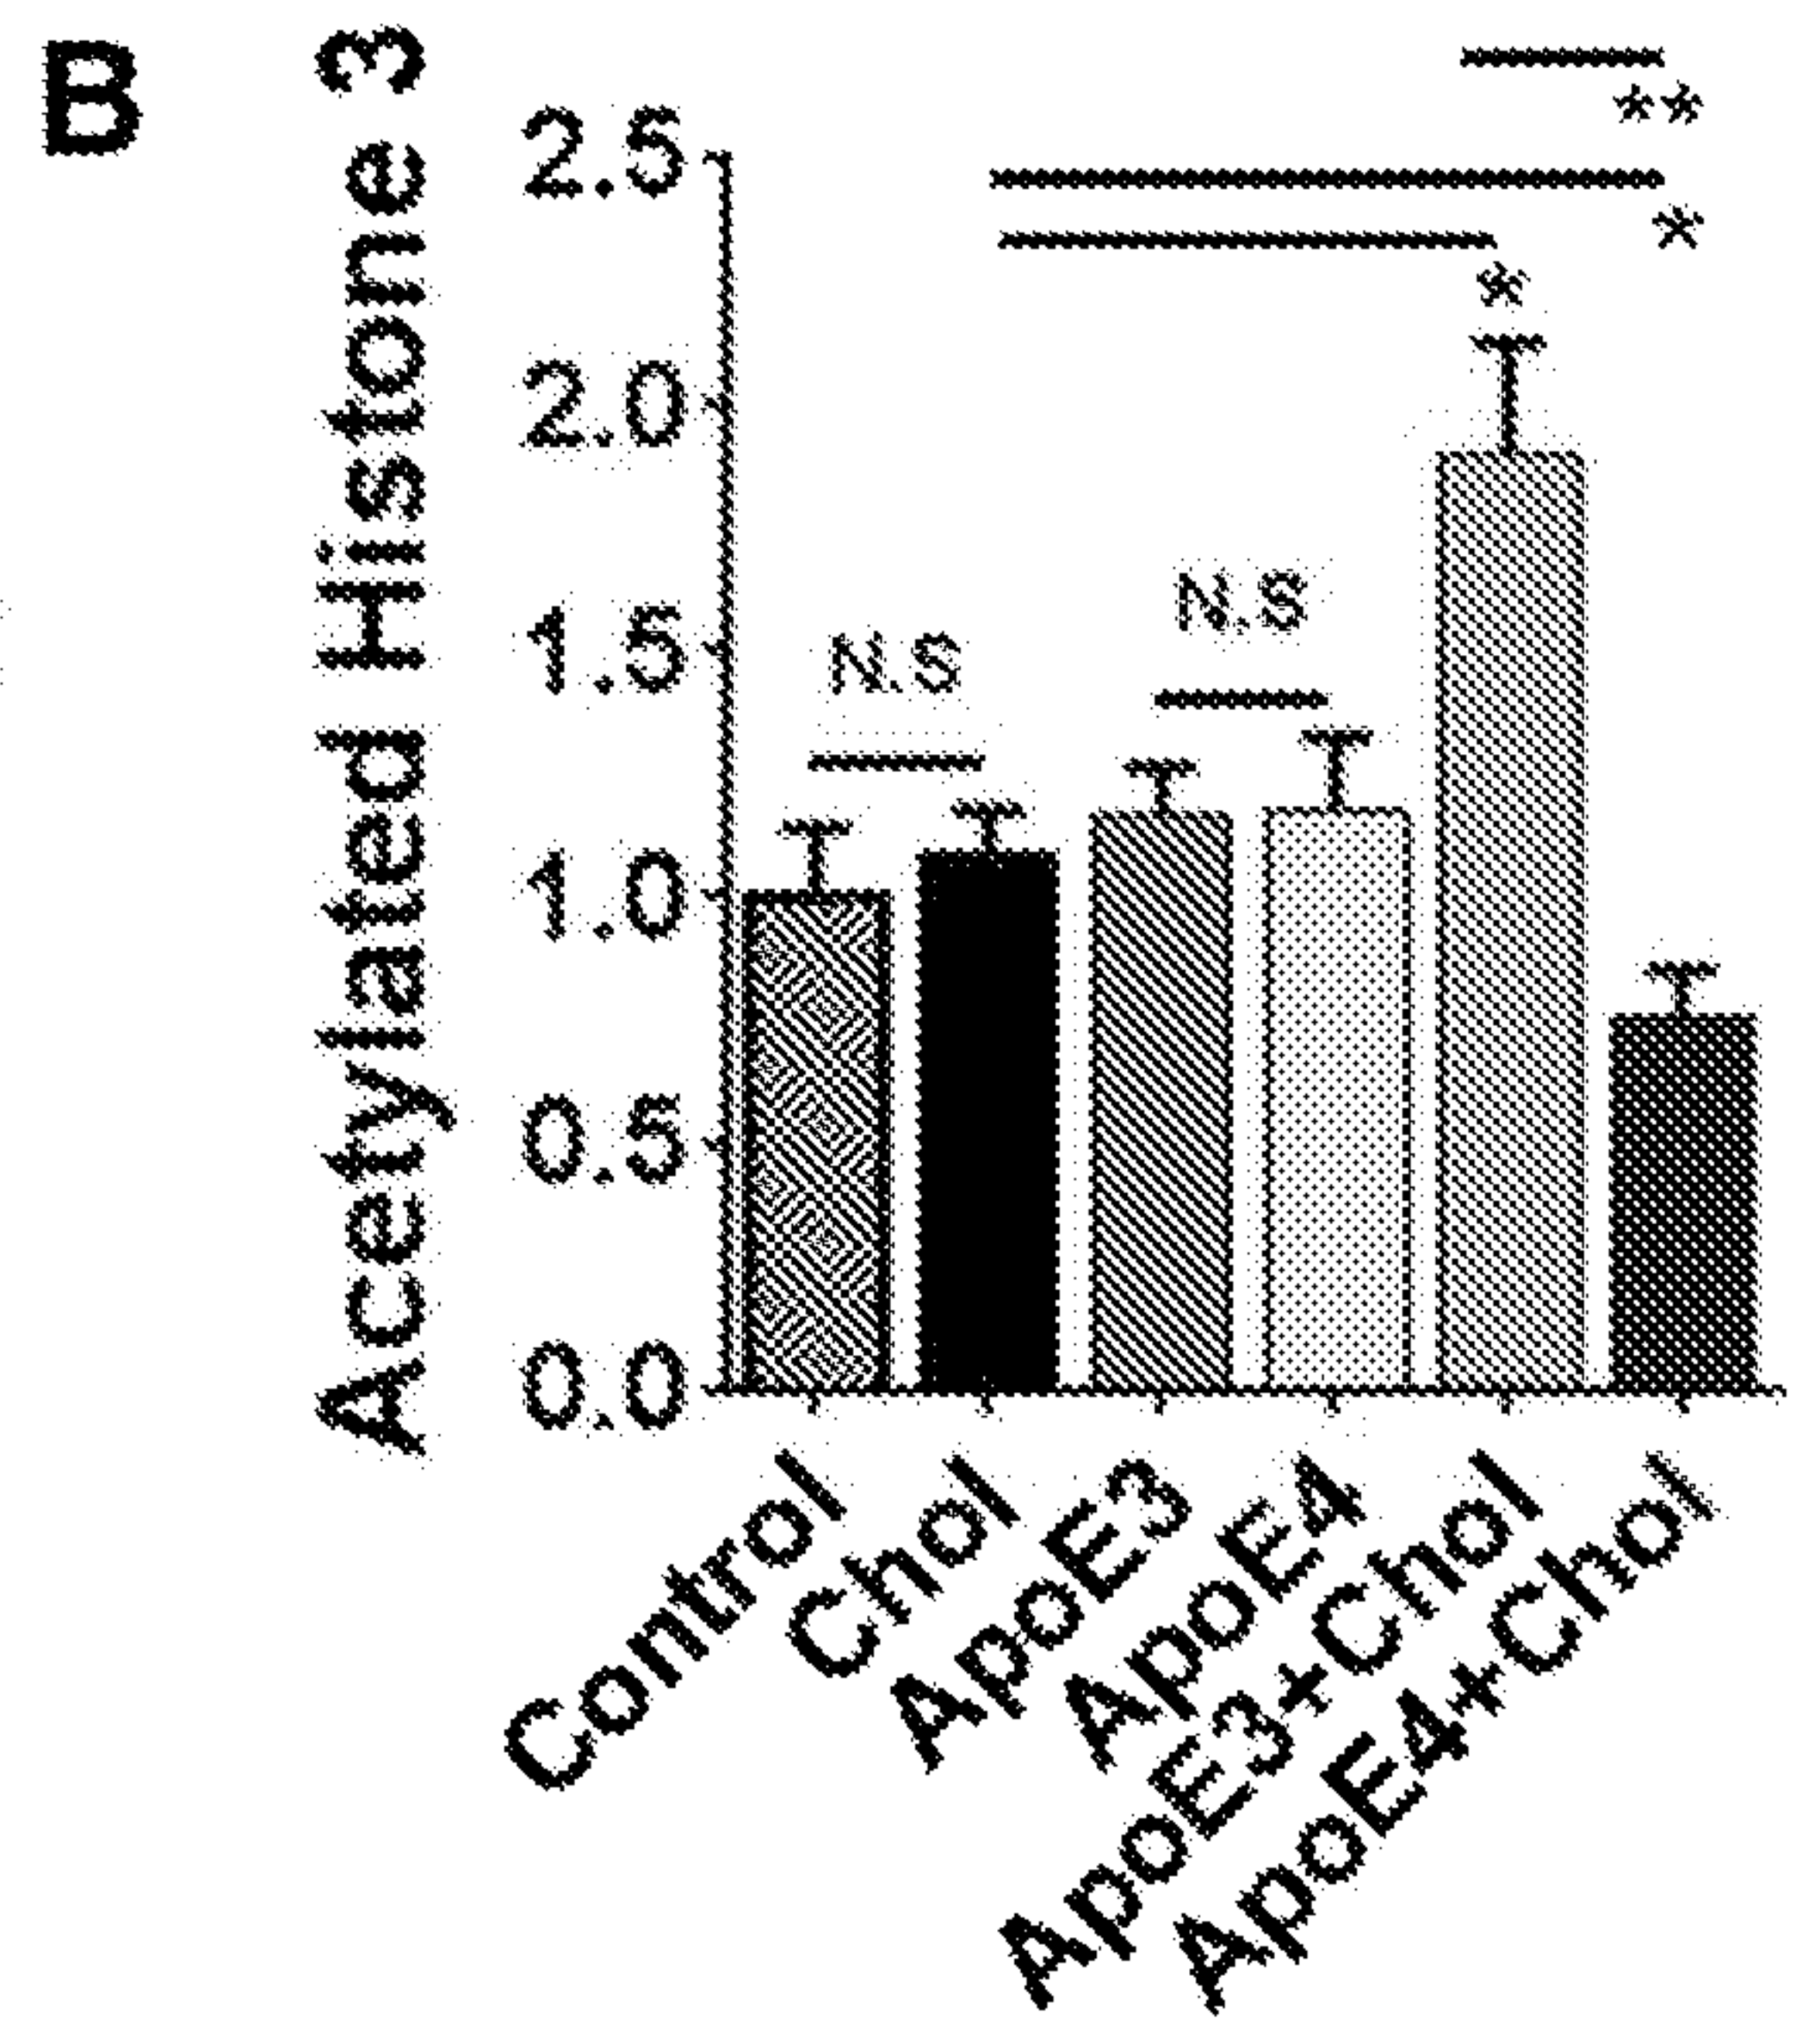 B
Acetylated Histone 3
2.5
2.0
1.5
1.0
0.5
0.0
**
*
*
N.S
N.S
Control
Chol
ApoE3
ApoE4
ApoE3+Chol
ApoE4+Chol